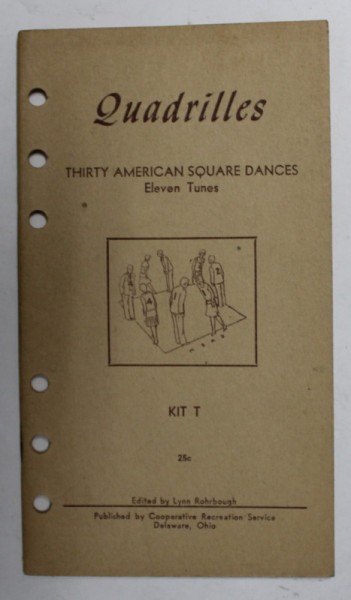 Quadrilles
THIRTY AMERICAN SQUARE DANCES
Eleven Tunes
KIT T
25c
Edited by Lynn Rohrbough
Published by Cooperative Recreation Service
Delaware, Ohio